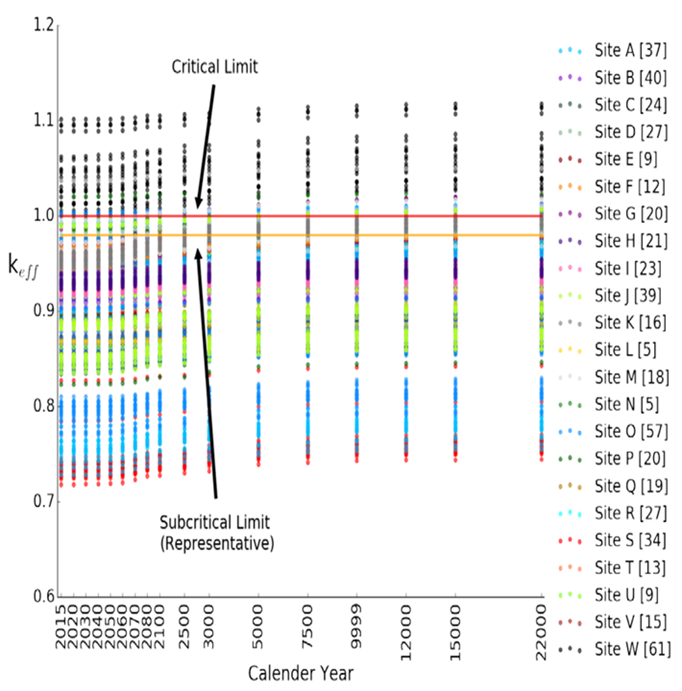 1.2
1.1
1.0
0.9
0.8
0.7
0.6
keff
Critical Limit
Subcritical Limit
(Representative)
2015
2020
2030
2040
2050
2060
2070
2080
2100
2500
3000
5000
7500
9999
12000
15000
22000
Calender Year
Site A [37]
Site B [40]
Site C [24]
Site D [27]
Site E [9]
Site F [12]
Site G [20]
Site H [21]
Site I [23]
Site J [39]
Site K [16]
Site L [5]
Site M [18]
Site N [5]
Site O [57]
Site P [20]
Site Q [19]
Site R [27]
Site S [34]
Site T [13]
Site U [9]
Site V [15]
Site W [61]